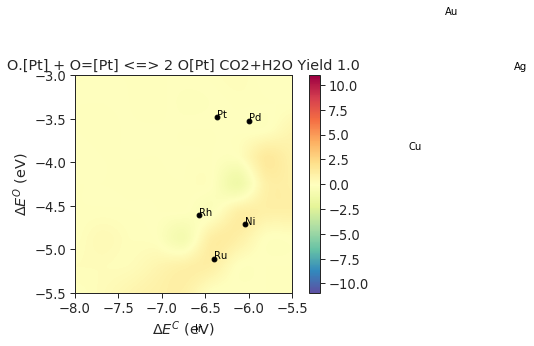 Au
O.[Pt] + O=[Pt] <=> 2 O[Pt] CO2+H2O Yield 1.0
Ag
−3.0
−3.5
−4.0
−4.5
−5.0
−5.5
ΔE^O (eV)
Pt
Pd
Cu
Rh
Ni
Ru
10.0
7.5
5.0
2.5
0.0
−2.5
−5.0
−7.5
−10.0
−8.0 −7.5 −7.0 −6.5 −6.0 −5.5
ΔE^C (eV)